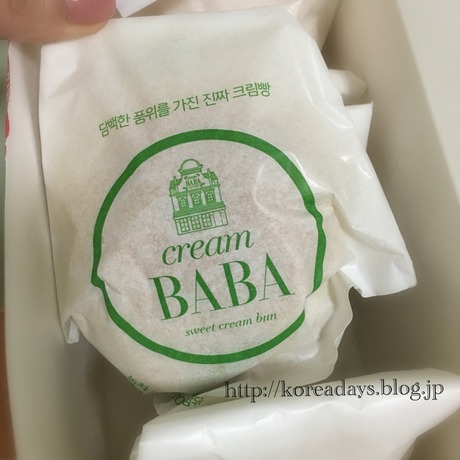 담백한 품위를 가진 진짜 크림빵
BABA
cream
BABA
sweet cream bun
http://koreadays.blog.jp